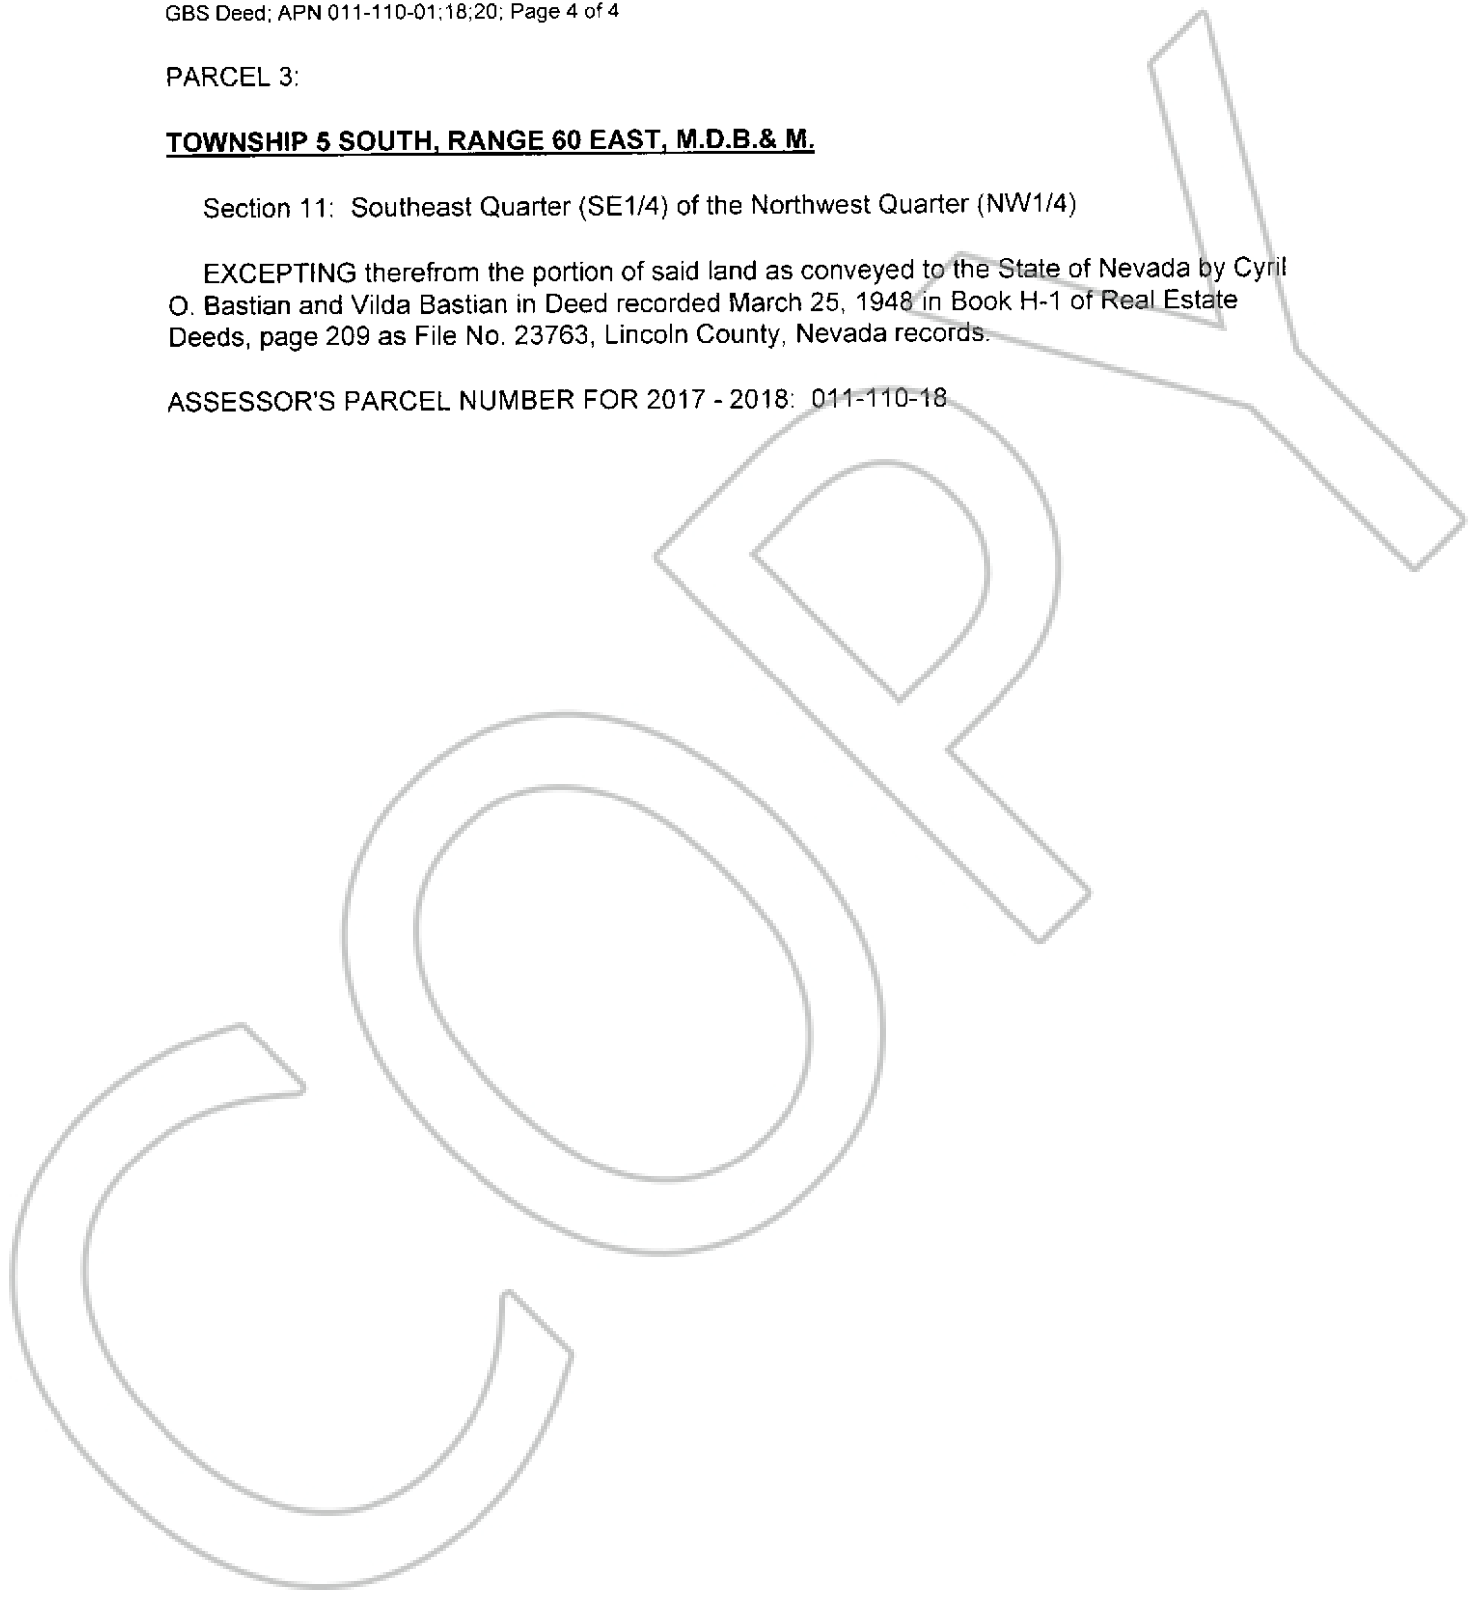 GBS Deed; APN 011-110-01;18;20; Page 4 of 4
PARCEL 3:
TOWNSHIP 5 SOUTH, RANGE 60 EAST, M.D.B.& M.
Section 11: Southeast Quarter (SE1/4) of the Northwest Quarter (NW1/4)
EXCEPTING therefrom the portion of said land as conveyed to the State of Nevada by Cyril
O. Bastian and Vilda Bastian in Deed recorded March 25, 1948 in Book H-1 of Real Estate
Deeds, page 209 as File No. 23763, Lincoln County, Nevada records.
ASSESSOR'S PARCEL NUMBER FOR 2017 - 2018: 011-110-18
COPY